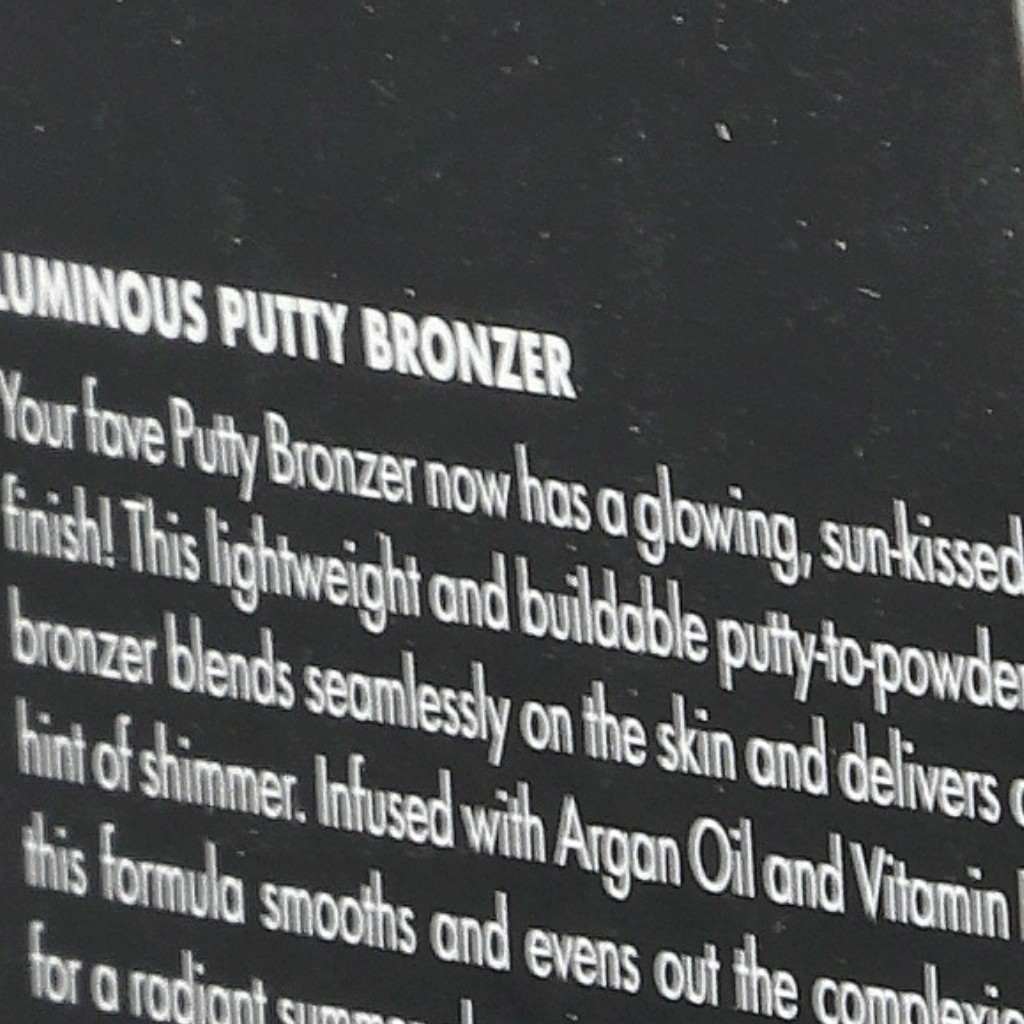 LUMINOUS PUTTY BRONZER
Your fave Putty Bronzer now has a glowing, sun-kissed
finish! This lightweight and buildable putty-to-powder
bronzer blends seamlessly on the skin and delivers a
hint of shimmer. Infused with Argan Oil and Vitamin
this formula smooths and evens out the
for a radiant